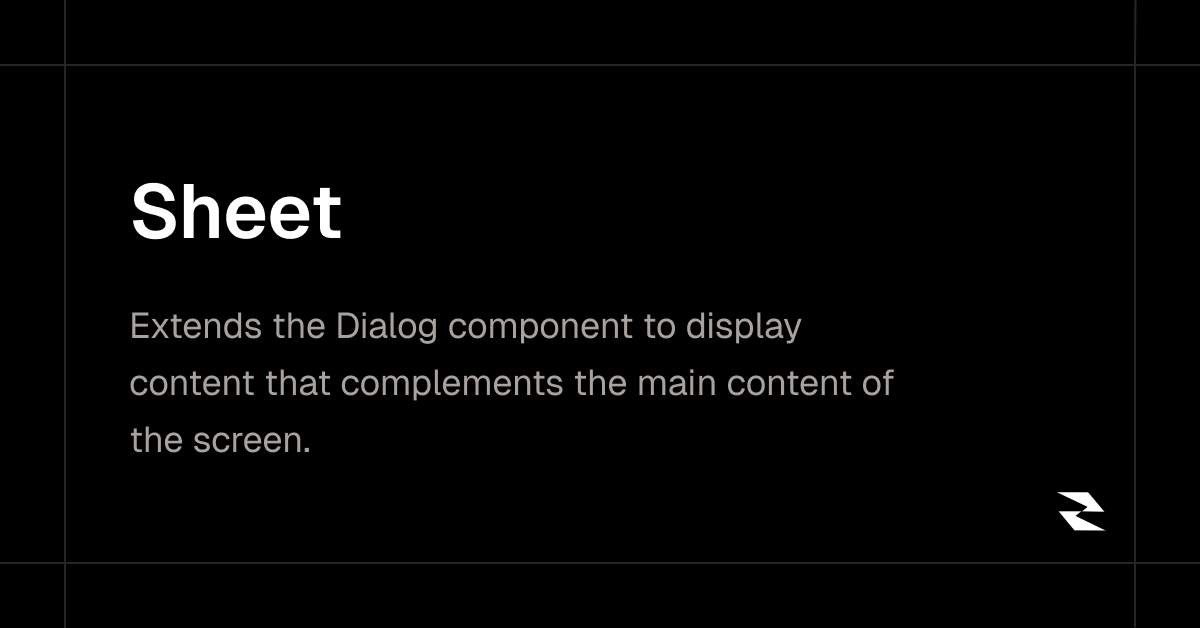 Sheet
Extends the Dialog component to display
content that complements the main content of
the screen.